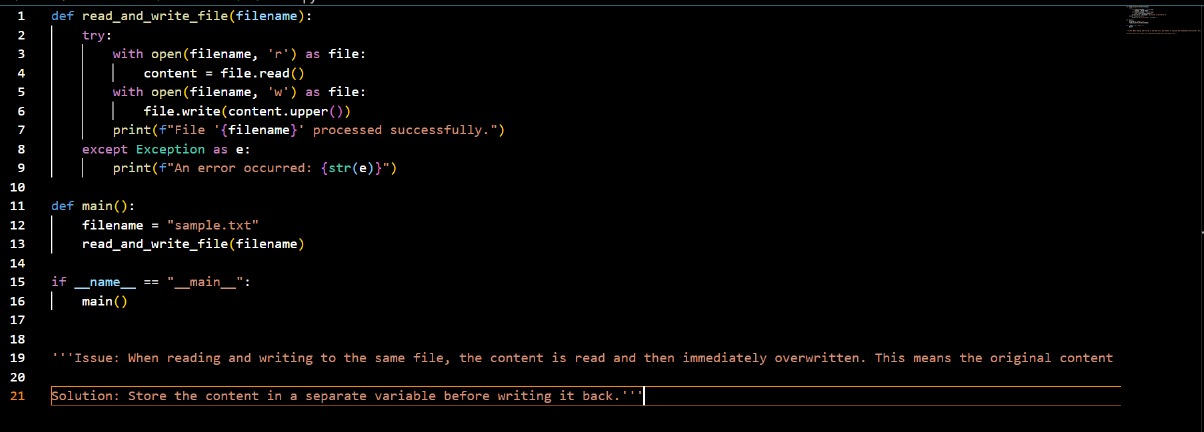 1 def read_and_write_file(filename):
2     try:
3         with open(filename, 'r') as file:
4             content = file.read()
5         with open(filename, 'w') as file:
6             file.write(content.upper())
7         print(f"File '{filename}' processed successfully.")
8     except Exception as e:
9         print(f"An error occurred: {str(e)}")
10
11 def main():
12     filename = "sample.txt"
13     read_and_write_file(filename)
14
15 if __name__ == "__main__":
16     main()
17
18
19 '''Issue: When reading and writing to the same file, the content is read and then immediately overwritten. This means the original content
20
21 Solution: Store the content in a separate variable before writing it back.'''